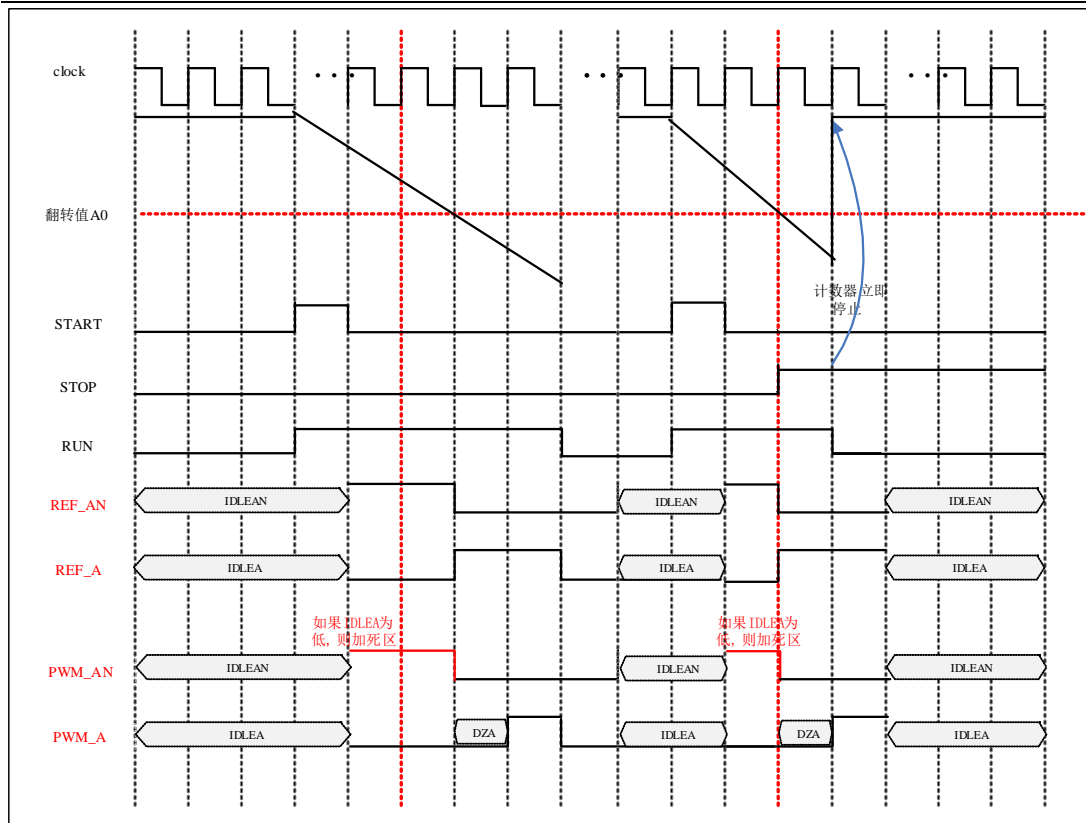 clock
· · ·
· · ·
· · ·
翻转值A0
计数器立即
停止
START
STOP
RUN
REF_AN
IDLEAN
IDLEAN
IDLEAN
REF_A
IDLEA
IDLEA
IDLEA
如果IDLEA为
低, 则加死区
如果IDLEA为
低, 则加死区
PWM_AN
IDLEAN
IDLEAN
IDLEAN
PWM_A
IDLEA
DZA
IDLEA
DZA
IDLEA